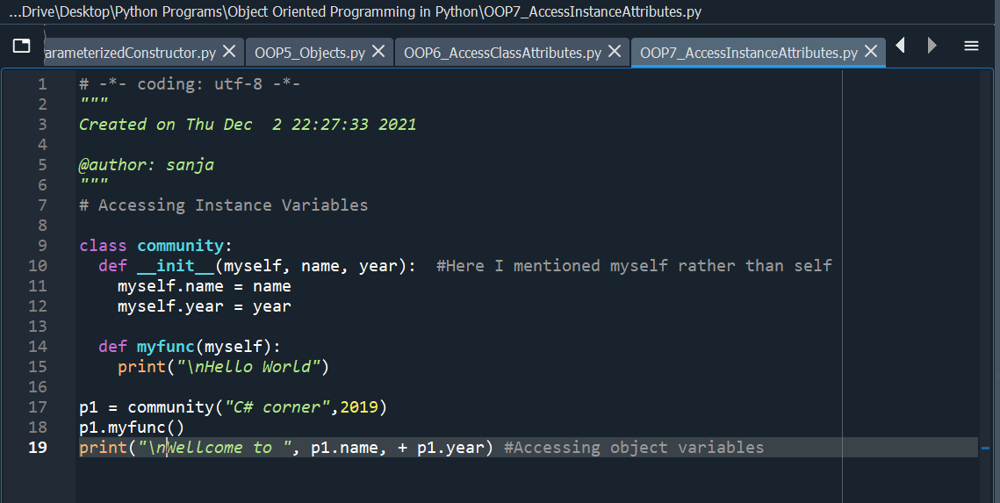 ...Drive\Desktop\Python Programs\Object Oriented Programming in Python\OOP7_AccessInstanceAttributes.py
arameterizedConstructor.py OOP5_Objects.py OOP6_AccessClassAttributes.py OOP7_AccessInstanceAttributes.py
1 # -*- coding: utf-8 -*-
2 """
3 Created on Thu Dec  2 22:27:33 2021
4
5 @author: sanja
6 """
7 # Accessing Instance Variables
8
9 class community:
10   def __init__(myself, name, year):  #Here I mentioned myself rather than self
11     myself.name = name
12     myself.year = year
13
14   def myfunc(myself):
15     print("\nHello World")
16
17 p1 = community("C# corner",2019)
18 p1.myfunc()
19 print("\nWellcome to ", p1.name, + p1.year) #Accessing object variables